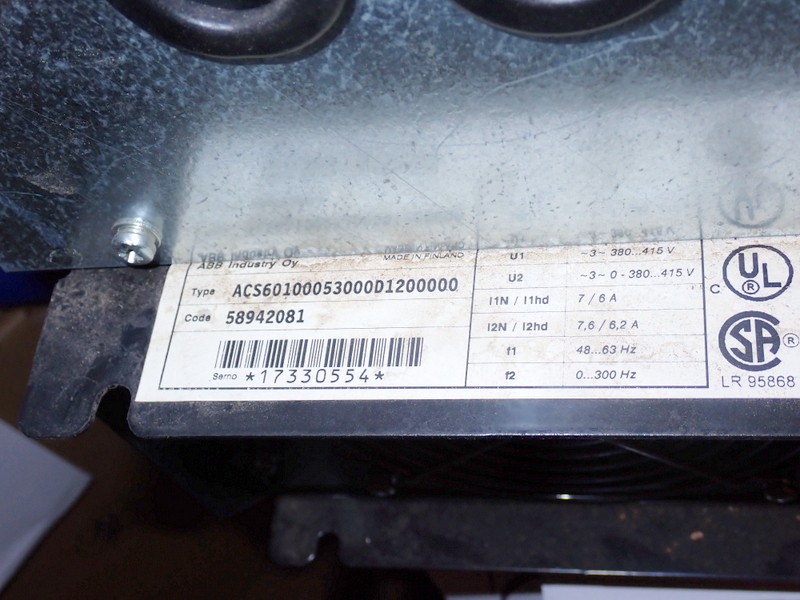 ABB Industry Oy
MADE IN FINLAND
Type ACS60100053000D1200000
Code 58942081
Serno *17330554*
U1 ~3~ 380...415 V
U2 ~3~ 0 - 380...415 V
I1N / I1hd 7 / 6 A
I2N / I2hd 7,6 / 6,2 A
f1 48...63 Hz
f2 0...300 Hz
C UL ®
SA ®
LR 95868